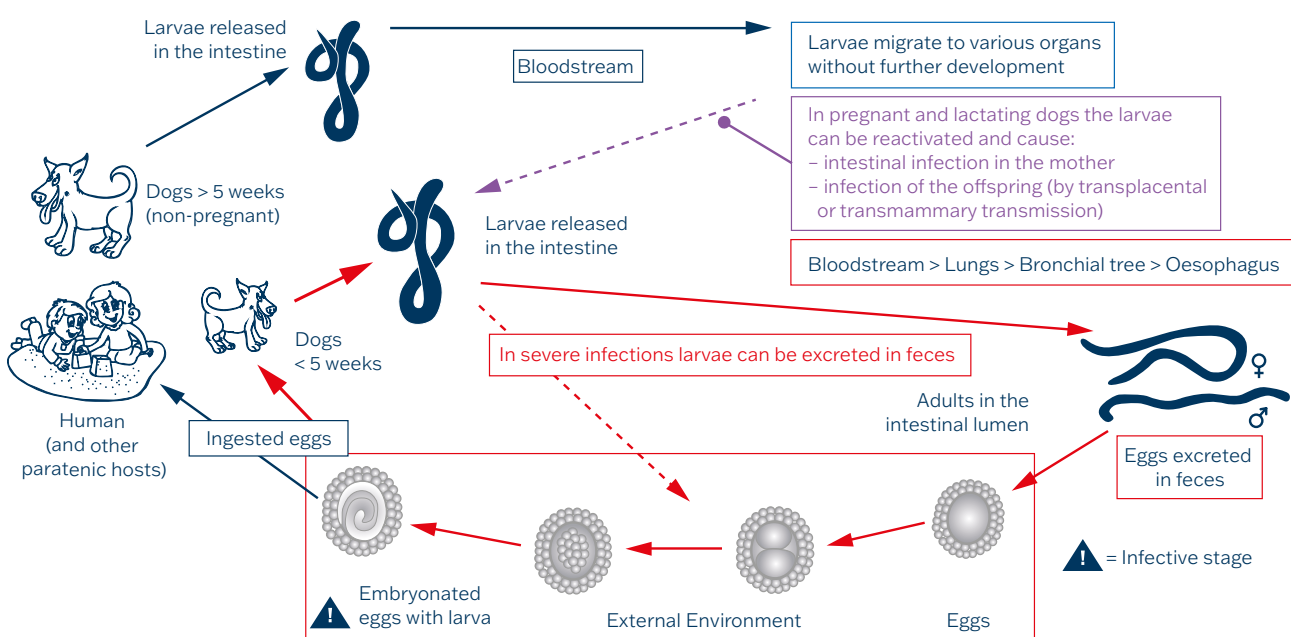 Larvae released
in the intestine
Bloodstream
Larvae migrate to various organs
without further development
In pregnant and lactating dogs the larvae
can be reactivated and cause:
– intestinal infection in the mother
– infection of the offspring (by transplacental
or transmammary transmission)
Dogs > 5 weeks
(non-pregnant)
Larvae released
in the intestine
Bloodstream > Lungs > Bronchial tree > Oesophagus
Dogs
< 5 weeks
In severe infections larvae can be excreted in feces
♀
♂
Adults in the
intestinal lumen
Human
(and other
paratenic hosts)
Ingested eggs
Eggs excreted
in feces
! = Infective stage
! Embryonated
eggs with larva
External Environment
Eggs